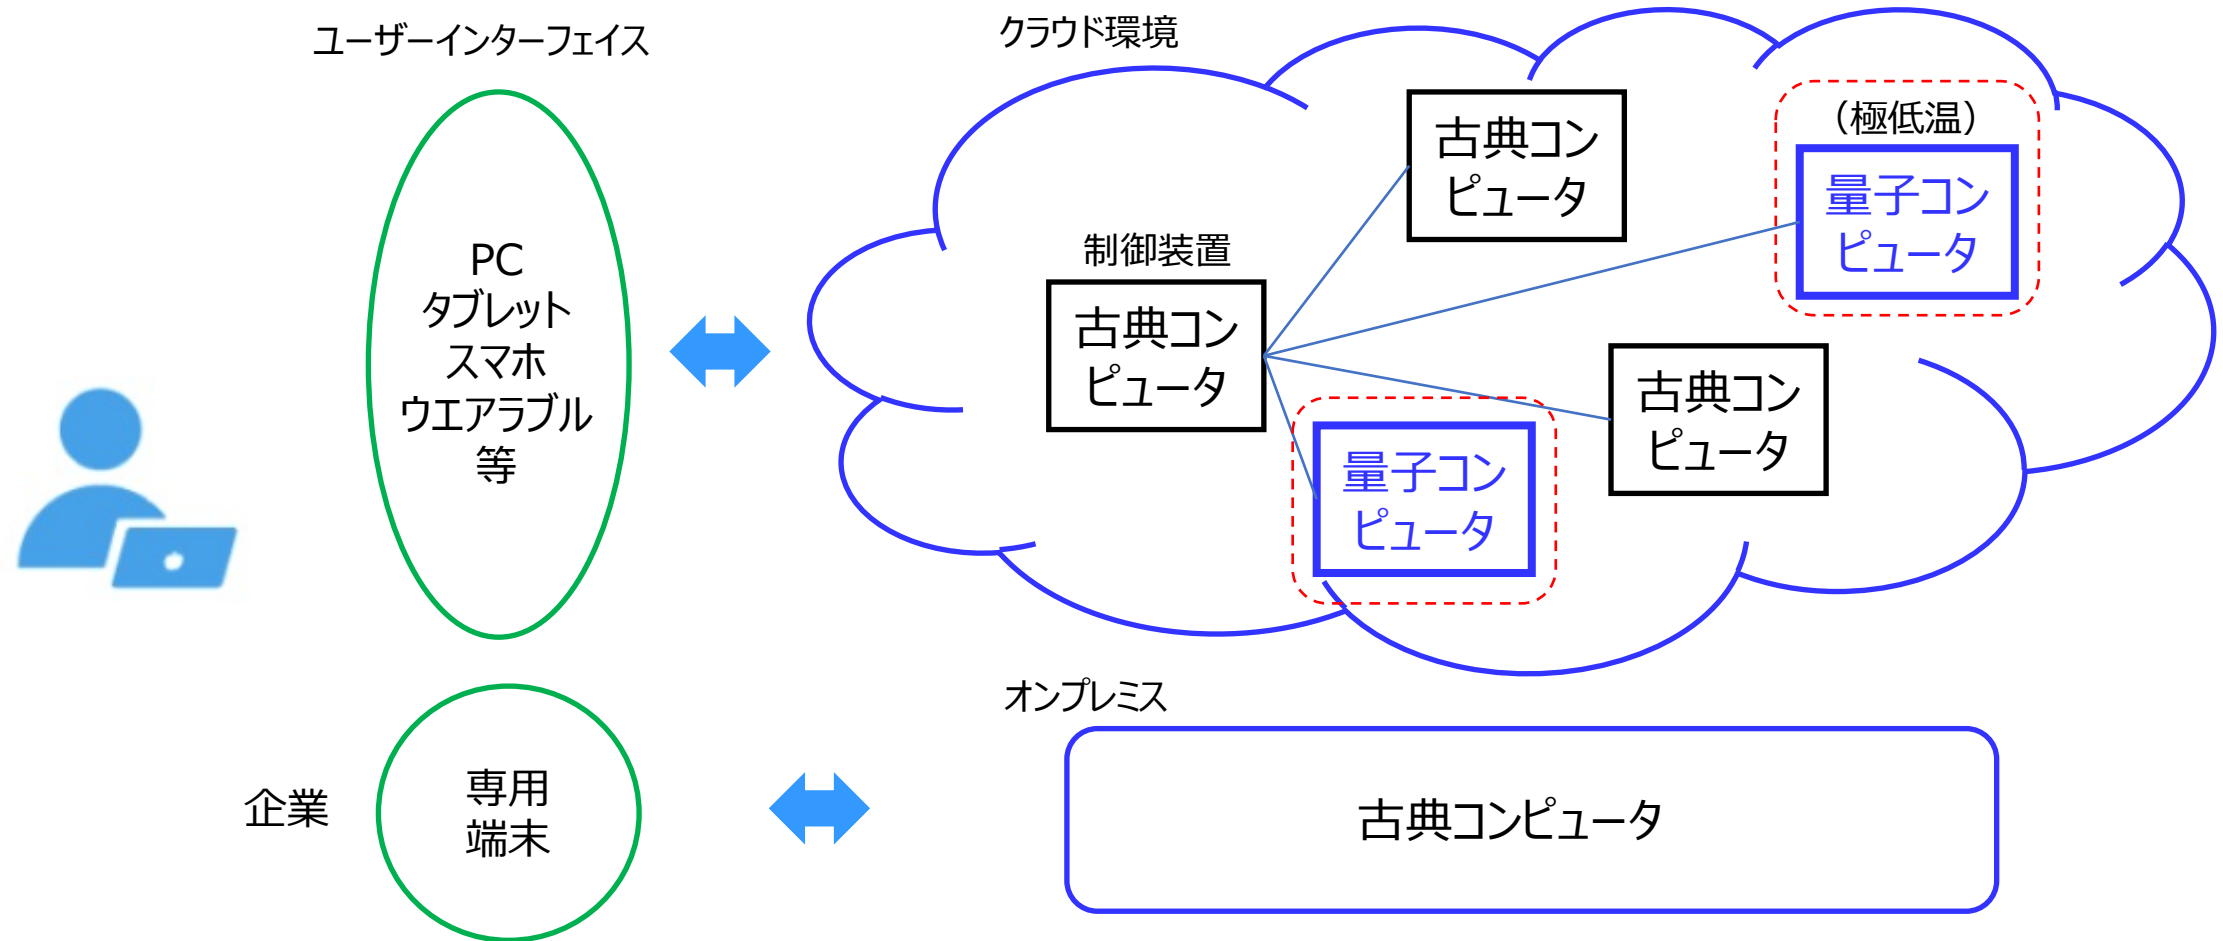 ユーザーインターフェイス
クラウド環境
PC
タブレット
スマホ
ウエアラブル
等
制御装置
古典コン
ピュータ
古典コン
ピュータ
（極低温）
量子コン
ピュータ
古典コン
ピュータ
量子コン
ピュータ
企業
専用
端末
オンプレミス
古典コンピュータ